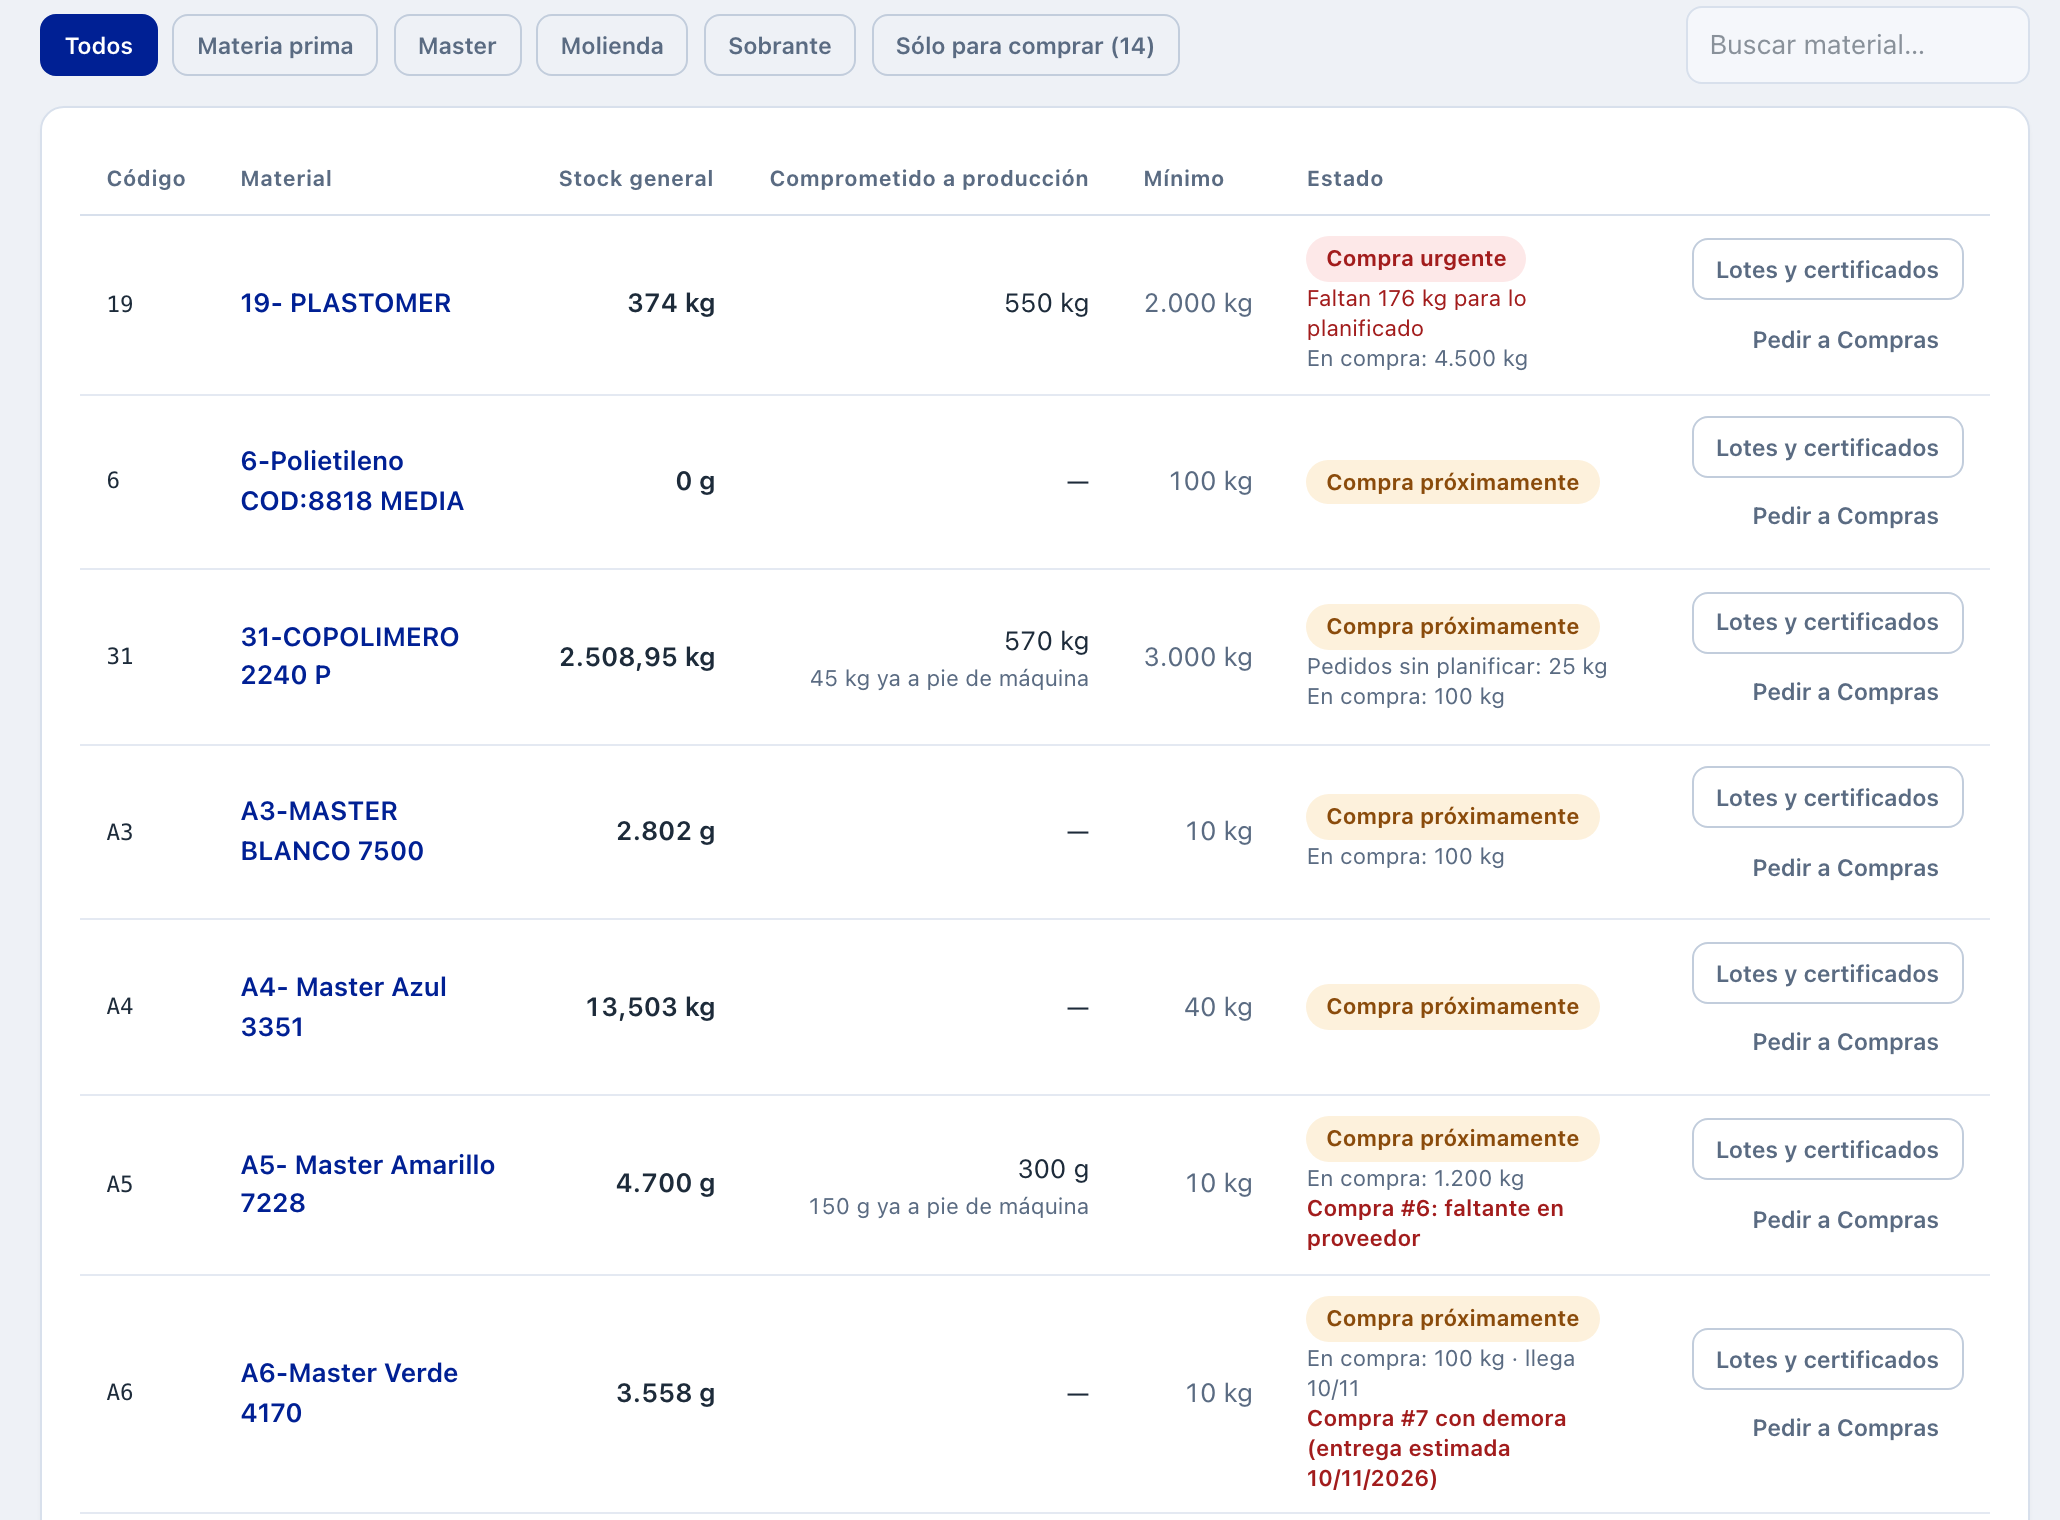 Todos
Materia prima
Master
Molienda
Sobrante
Sólo para comprar (14)
Buscar material...
Código
Material
Stock general
Comprometido a producción
Mínimo
Estado
19
19- PLASTOMER
374 kg
550 kg
2.000 kg
Compra urgente
Faltan 176 kg para lo
planificado
En compra: 4.500 kg
Lotes y certificados
Pedir a Compras
6
6-Polietileno
COD:8818 MEDIA
0 g
—
100 kg
Compra próximamente
Lotes y certificados
Pedir a Compras
31
31-COPOLIMERO
2240 P
2.508,95 kg
570 kg
45 kg ya a pie de máquina
3.000 kg
Compra próximamente
Pedidos sin planificar: 25 kg
En compra: 100 kg
Lotes y certificados
Pedir a Compras
A3
A3-MASTER
BLANCO 7500
2.802 g
—
10 kg
Compra próximamente
En compra: 100 kg
Lotes y certificados
Pedir a Compras
A4
A4- Master Azul
3351
13,503 kg
—
40 kg
Compra próximamente
Lotes y certificados
Pedir a Compras
A5
A5- Master Amarillo
7228
4.700 g
300 g
150 g ya a pie de máquina
10 kg
Compra próximamente
En compra: 1.200 kg
Compra #6: faltante en
proveedor
Lotes y certificados
Pedir a Compras
A6
A6-Master Verde
4170
3.558 g
—
10 kg
Compra próximamente
En compra: 100 kg · llega
10/11
Compra #7 con demora
(entrega estimada
10/11/2026)
Lotes y certificados
Pedir a Compras